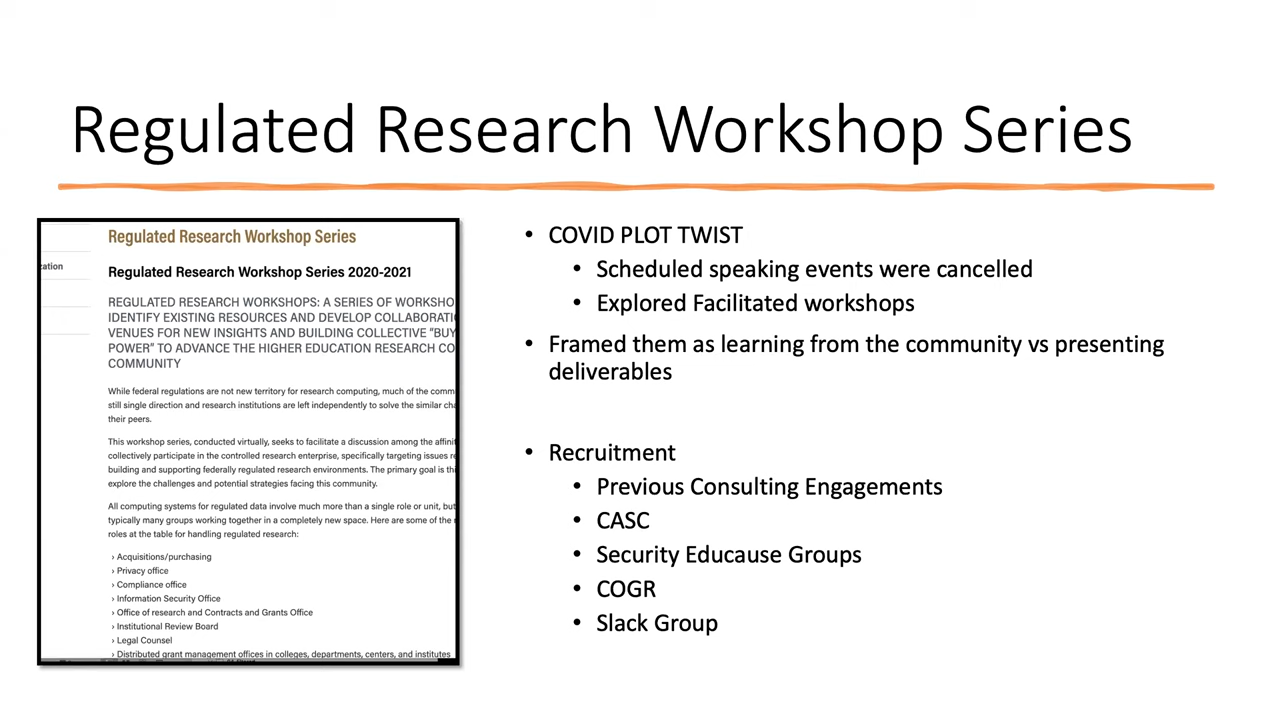 Regulated Research Workshop Series
zation
Regulated Research Workshop Series
Regulated Research Workshop Series 2020-2021
REGULATED RESEARCH WORKSHOPS: A SERIES OF WORKSHO
IDENTIFY EXISTING RESOURCES AND DEVELOP COLLABORATI
VENUES FOR NEW INSIGHTS AND BUILDING COLLECTIVE "BUY
POWER" TO ADVANCE THE HIGHER EDUCATION RESEARCH CO
COMMUNITY
While federal regulations are not new territory for research computing, much of the comm
still single direction and research institutions are left independently to solve the similar cha
their peers.
This workshop series, conducted virtually, seeks to facilitate a discussion among the affinit
collectively participate in the controlled research enterprise, specifically targeting issues re
building and supporting federally regulated research environments. The primary goal is thi
explore the challenges and potential strategies facing this community.
All computing systems for regulated data involve much more than a single role or unit, but
typically many groups working together in a completely new space. Here are some of the
roles at the table for handling regulated research:
› Acquisitions/purchasing
› Privacy office
› Compliance office
› Information Security Office
› Office of research and Contracts and Grants Office
› Institutional Review Board
› Legal Counsel
› Distributed grant management offices in colleges, departments, centers, and institutes
• COVID PLOT TWIST
• Scheduled speaking events were cancelled
• Explored Facilitated workshops
• Framed them as learning from the community vs presenting
deliverables
• Recruitment
• Previous Consulting Engagements
• CASC
• Security Educause Groups
• COGR
• Slack Group